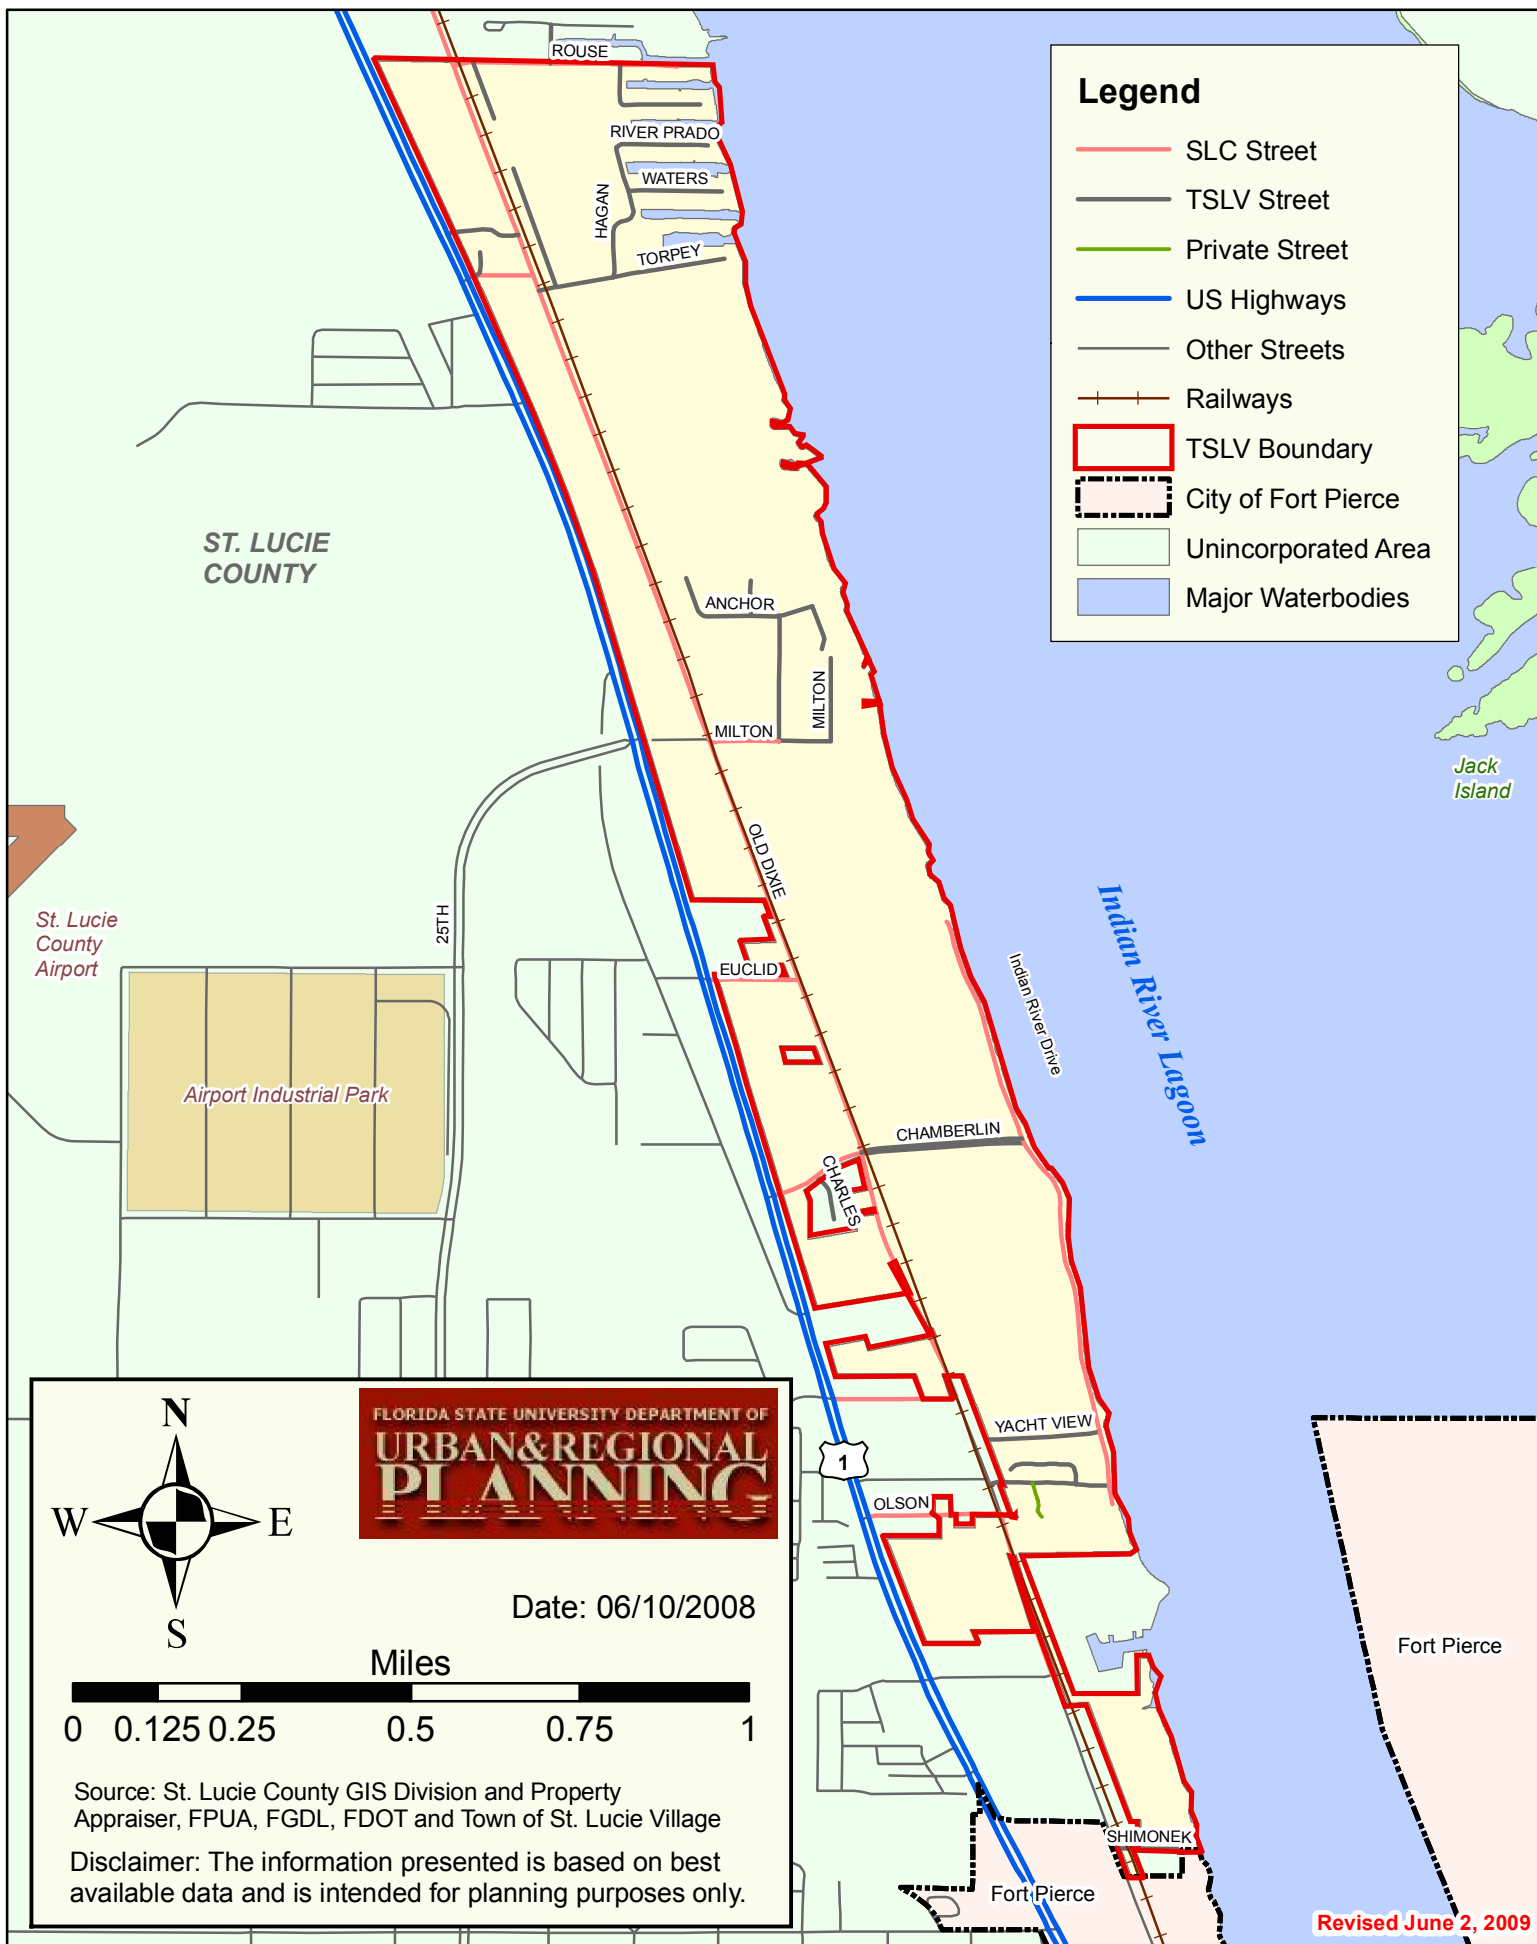 ROUSE
RIVER PRADO
WATERS
HAGAN
TORPEY
Legend
SLC Street
TSLV Street
Private Street
US Highways
Other Streets
Railways
TSLV Boundary
City of Fort Pierce
Unincorporated Area
Major Waterbodies
ST. LUCIE
COUNTY
ANCHOR
MILTON
MILTON
Jack
Island
OLD DIXIE
St. Lucie
County
Airport
25TH
EUCLID
Indian River Drive
Indian River Lagoon
Airport Industrial Park
CHAMBERLIN
CHARLES
YACHT VIEW
1
OLSON
N
W
E
S
FLORIDA STATE UNIVERSITY DEPARTMENT OF
URBAN&REGIONAL
PLANNING
Date: 06/10/2008
Miles
0 0.125 0.25 0.5 0.75 1
Source: St. Lucie County GIS Division and Property
Appraiser, FPUA, FGDL, FDOT and Town of St. Lucie Village
Disclaimer: The information presented is based on best
available data and is intended for planning purposes only.
Fort Pierce
SHIMONEK
Fort Pierce
Revised June 2, 2009